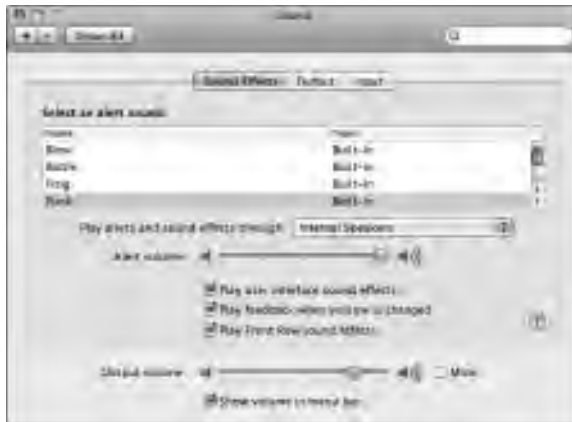 Sound
Show All
Sound Effects Output Input
Select an alert sound:
Name Type
Blow Built-in
Bottle Built-in
Frog Built-in
Funk Built-in
Play alerts and sound effects through: Internal Speakers
Alert volume:
Play user interface sound effects
Play feedback when volume is changed
Play Front Row sound effects
Output volume: Mute
Show volume in menu bar